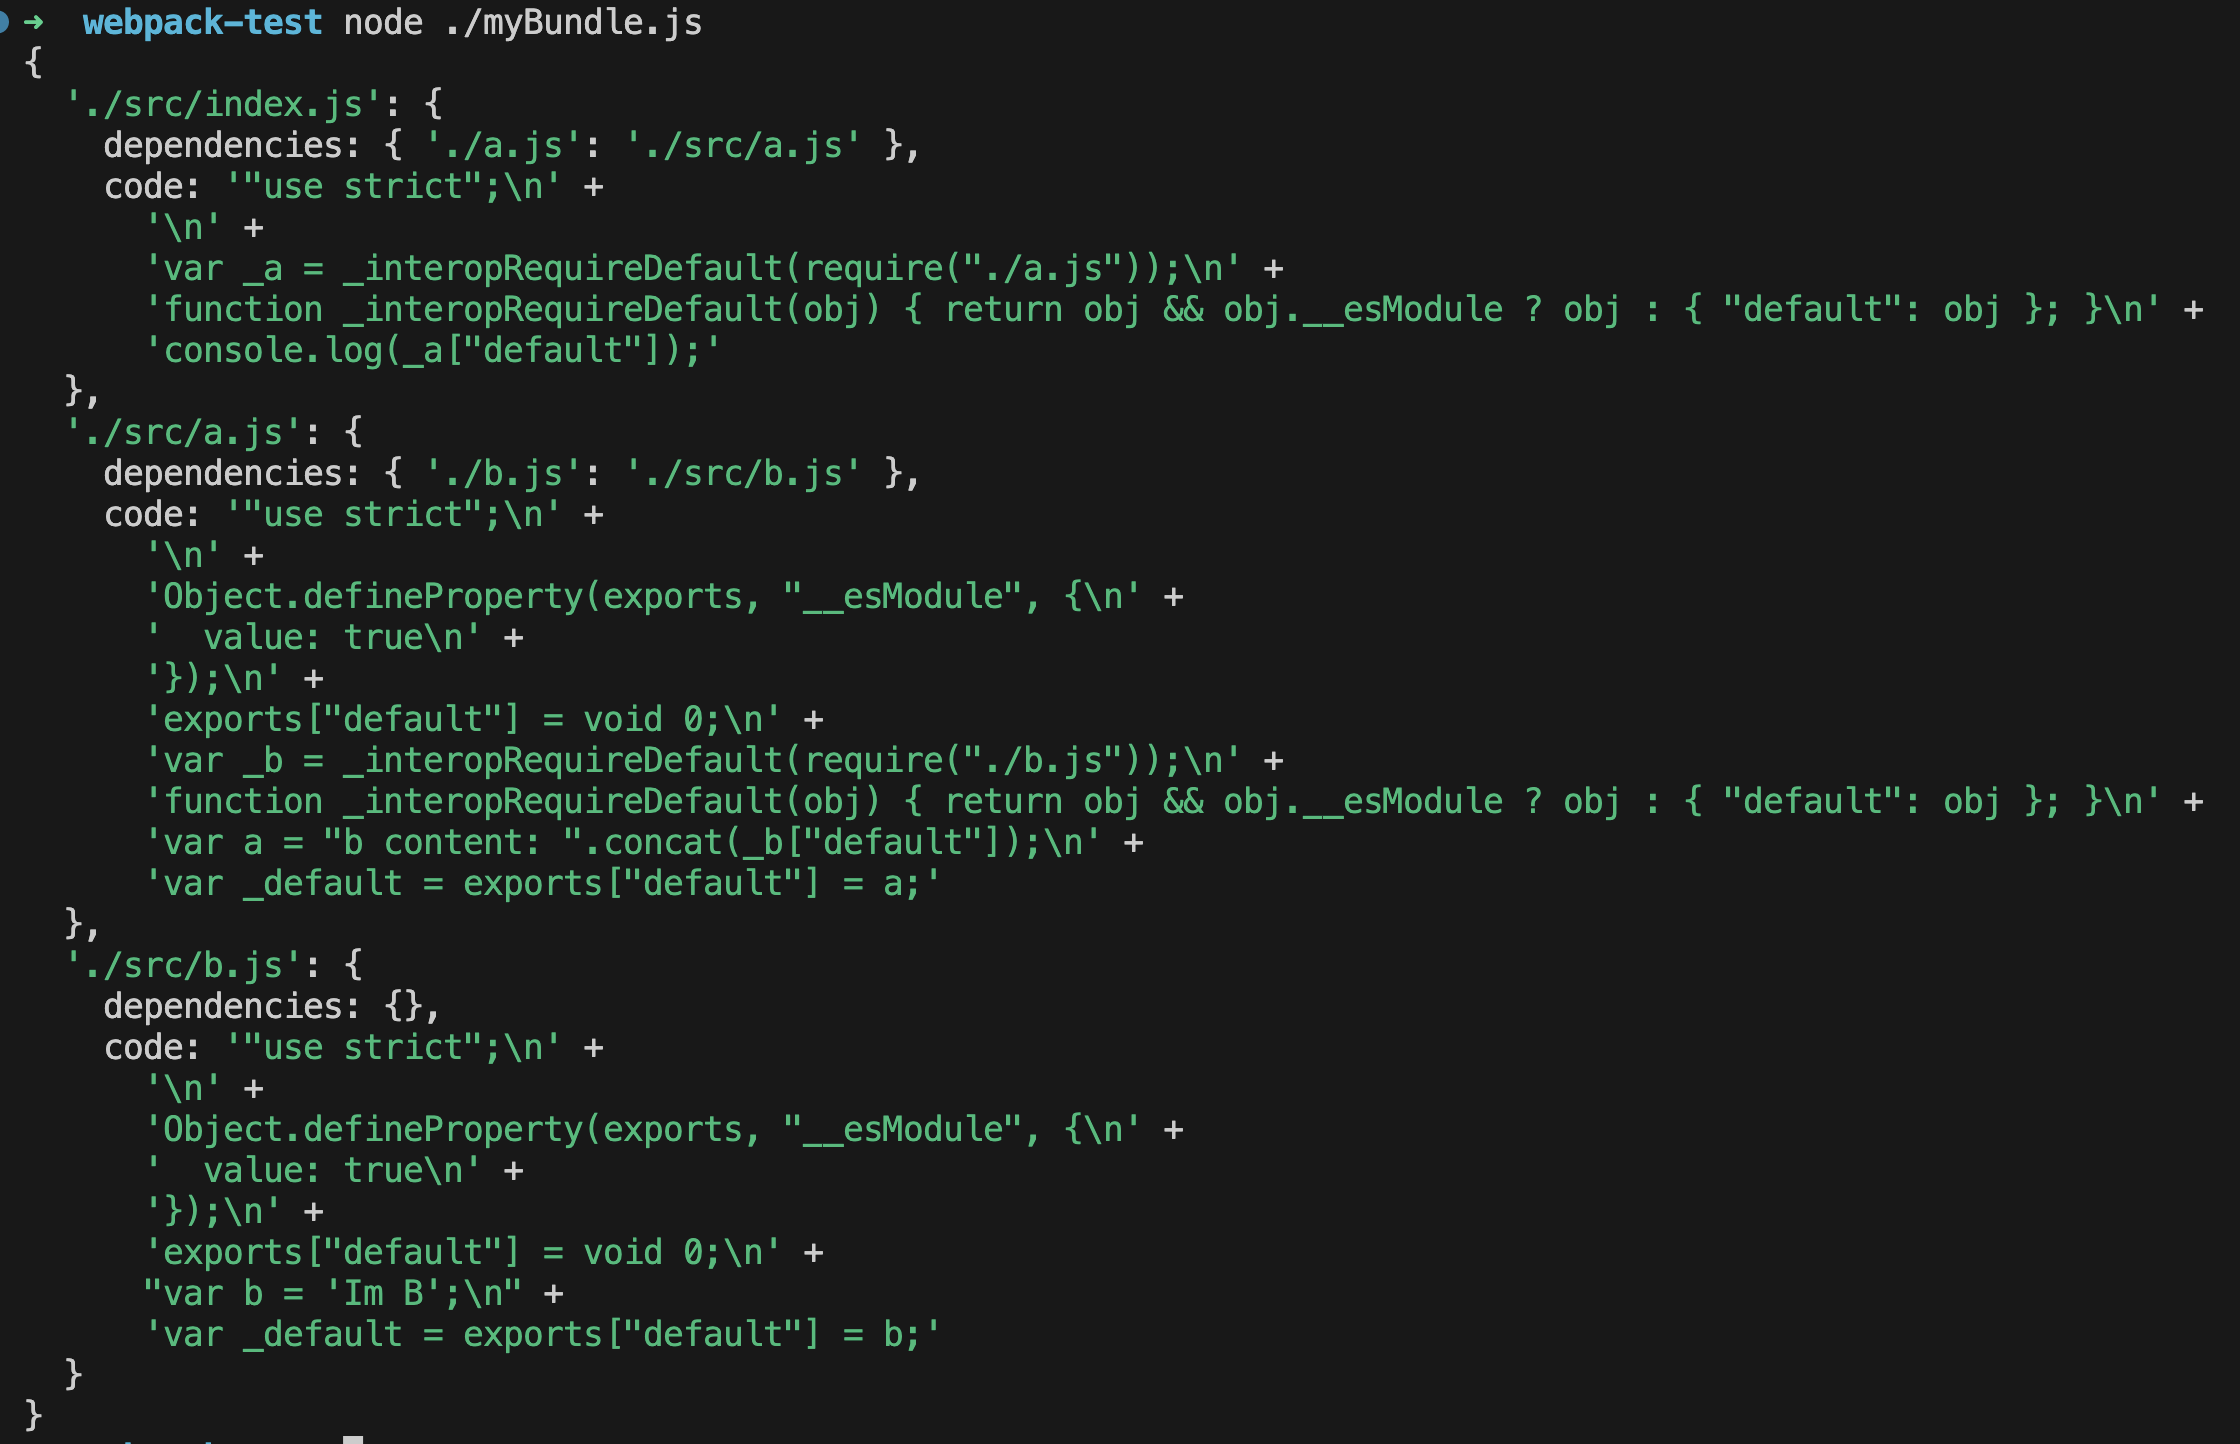 ➜  webpack-test node ./myBundle.js
{
  './src/index.js': {
    dependencies: { './a.js': './src/a.js' },
    code: '"use strict";\n' +
      '\n' +
      'var _a = _interopRequireDefault(require("./a.js"));\n' +
      'function _interopRequireDefault(obj) { return obj && obj.__esModule ? obj : { "default": obj }; }\n' +
      'console.log(_a["default"]);'
  },
  './src/a.js': {
    dependencies: { './b.js': './src/b.js' },
    code: '"use strict";\n' +
      '\n' +
      'Object.defineProperty(exports, "__esModule", {\n' +
      '  value: true\n' +
      '});\n' +
      'exports["default"] = void 0;\n' +
      'var _b = _interopRequireDefault(require("./b.js"));\n' +
      'function _interopRequireDefault(obj) { return obj && obj.__esModule ? obj : { "default": obj }; }\n' +
      'var a = "b content: ".concat(_b["default"]);\n' +
      'var _default = exports["default"] = a;'
  },
  './src/b.js': {
    dependencies: {},
    code: '"use strict";\n' +
      '\n' +
      'Object.defineProperty(exports, "__esModule", {\n' +
      '  value: true\n' +
      '});\n' +
      'exports["default"] = void 0;\n' +
      "var b = 'Im B';\n" +
      'var _default = exports["default"] = b;'
  }
}